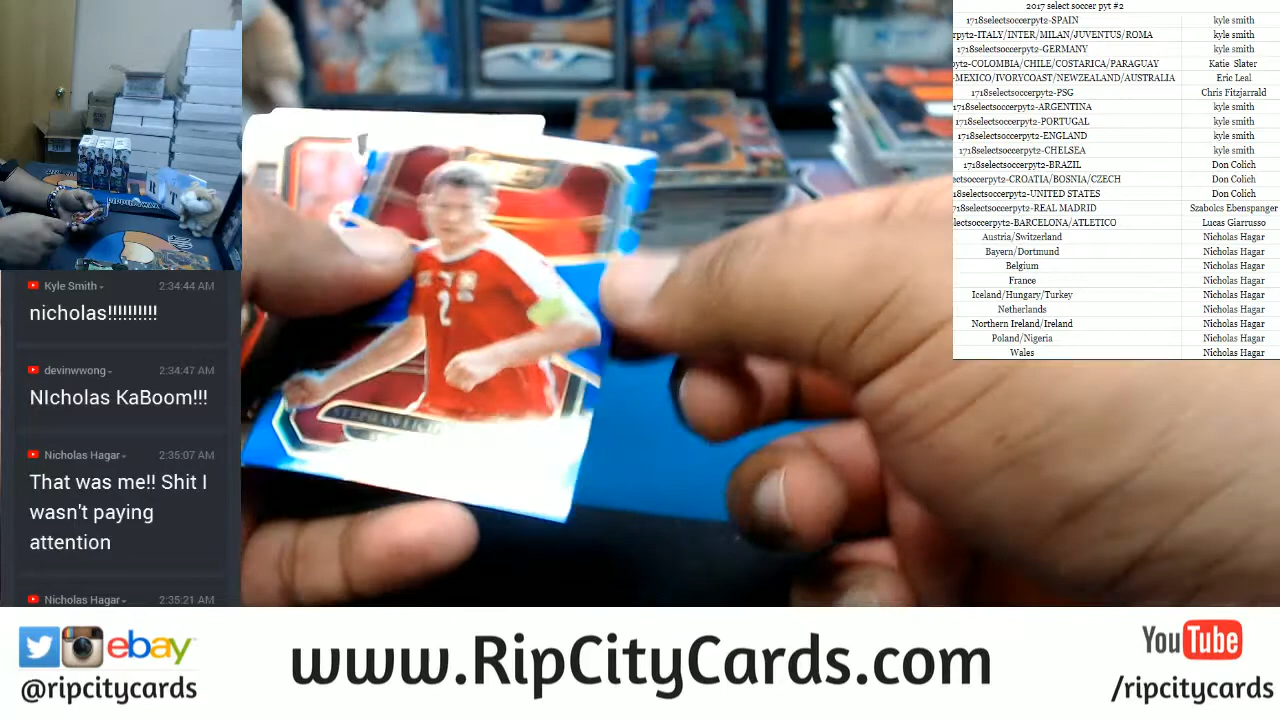 2017 select soccer pyt #2
1718selectsoccerpyt2-SPAIN kyle smith
rpyt2-ITALY/INTER/MILAN/JUVENTUS/ROMA kyle smith
1718selectsoccerpyt2-GERMANY kyle smith
pyt2-COLOMBIA/CHILE/COSTARICA/PARAGUAY Katie Slater
-MEXICO/IVORYCOAST/NEWZEALAND/AUSTRALIA Eric Leal
1718selectsoccerpyt2-PSG Chris Fitzjarrald
1718selectsoccerpyt2-ARGENTINA kyle smith
1718selectsoccerpyt2-PORTUGAL kyle smith
1718selectsoccerpyt2-ENGLAND kyle smith
1718selectsoccerpyt2-CHELSEA kyle smith
1718selectsoccerpyt2-BRAZIL Don Colich
selectsoccerpyt2-CROATIA/BOSNIA/CZECH Don Colich
18selectsoccerpyt2-UNITED STATES Don Colich
718selectsoccerpyt2-REAL MADRID Szabolcs Ebenspanger
selectsoccerpyt2-BARCELONA/ATLETICO Lucas Giarrusso
Austria/Switzerland Nicholas Hagar
Bayern/Dortmund Nicholas Hagar
Belgium Nicholas Hagar
France Nicholas Hagar
Iceland/Hungary/Turkey Nicholas Hagar
Netherlands Nicholas Hagar
Northern Ireland/Ireland Nicholas Hagar
Poland/Nigeria Nicholas Hagar
Wales Nicholas Hagar
Kyle Smith 2:34:44 AM
nicholas!!!!!!!!!!
devinwwong 2:34:47 AM
NIcholas KaBoom!!!
Nicholas Hagar 2:35:07 AM
That was me!! Shit I
wasn't paying
attention
Nicholas Hagar 2:35:21 AM
2
ebay
@ripcitycards
www.RipCityCards.com
YouTube
/ripcitycards